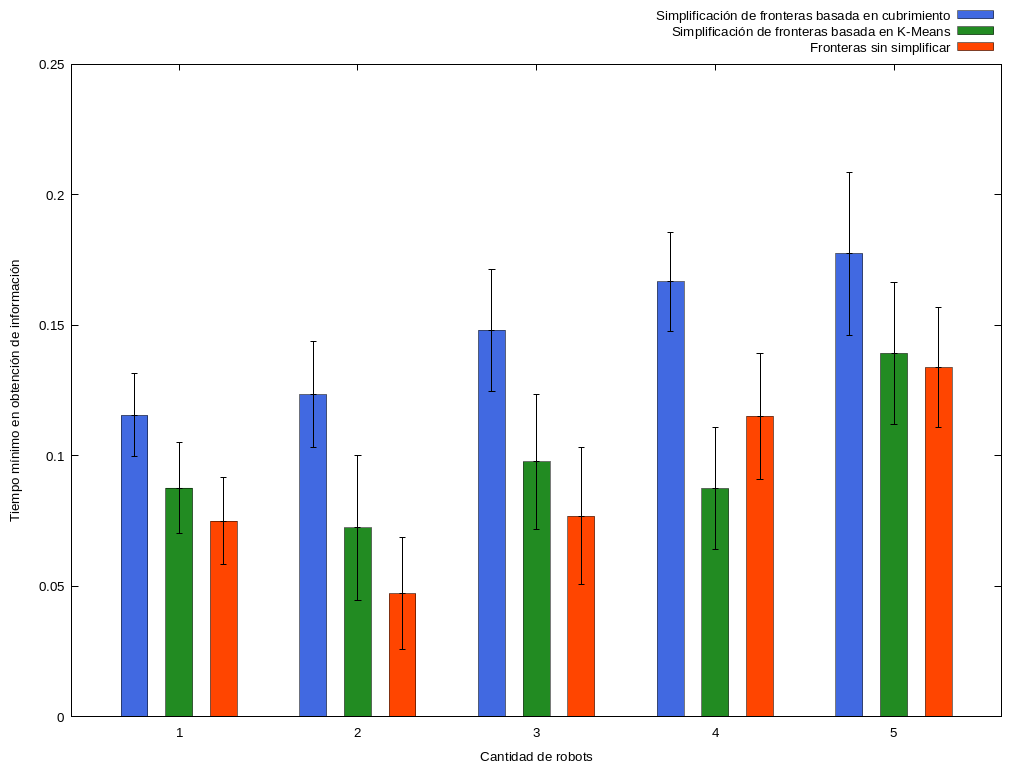 Simplificación de fronteras basada en cubrimiento
Simplificación de fronteras basada en K-Means
Fronteras sin simplificar
0.25
0.2
0.15
0.1
0.05
0
Tiempo mínimo en obtención de información
1 2 3 4 5
Cantidad de robots